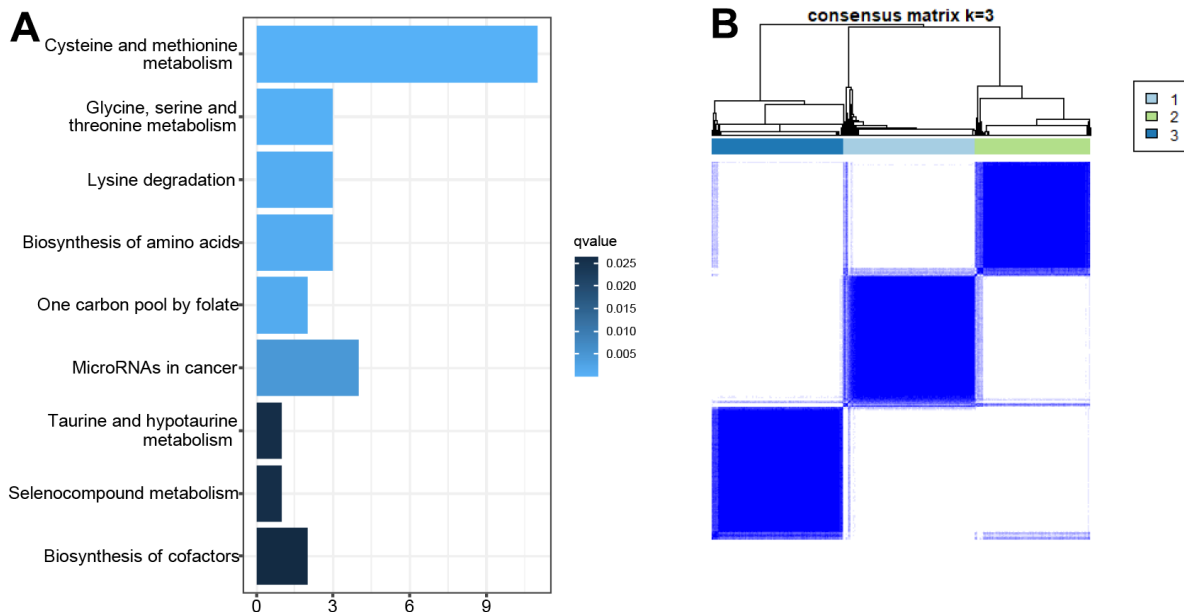 A
Cysteine and methionine
metabolism
Glycine, serine and
threonine metabolism
Lysine degradation
Biosynthesis of amino acids
One carbon pool by folate
MicroRNAs in cancer
Taurine and hypotaurine
metabolism
Selenocompound metabolism
Biosynthesis of cofactors
0 3 6 9
qvalue
0.025
0.020
0.015
0.010
0.005
B
consensus matrix k=3
1
2
3